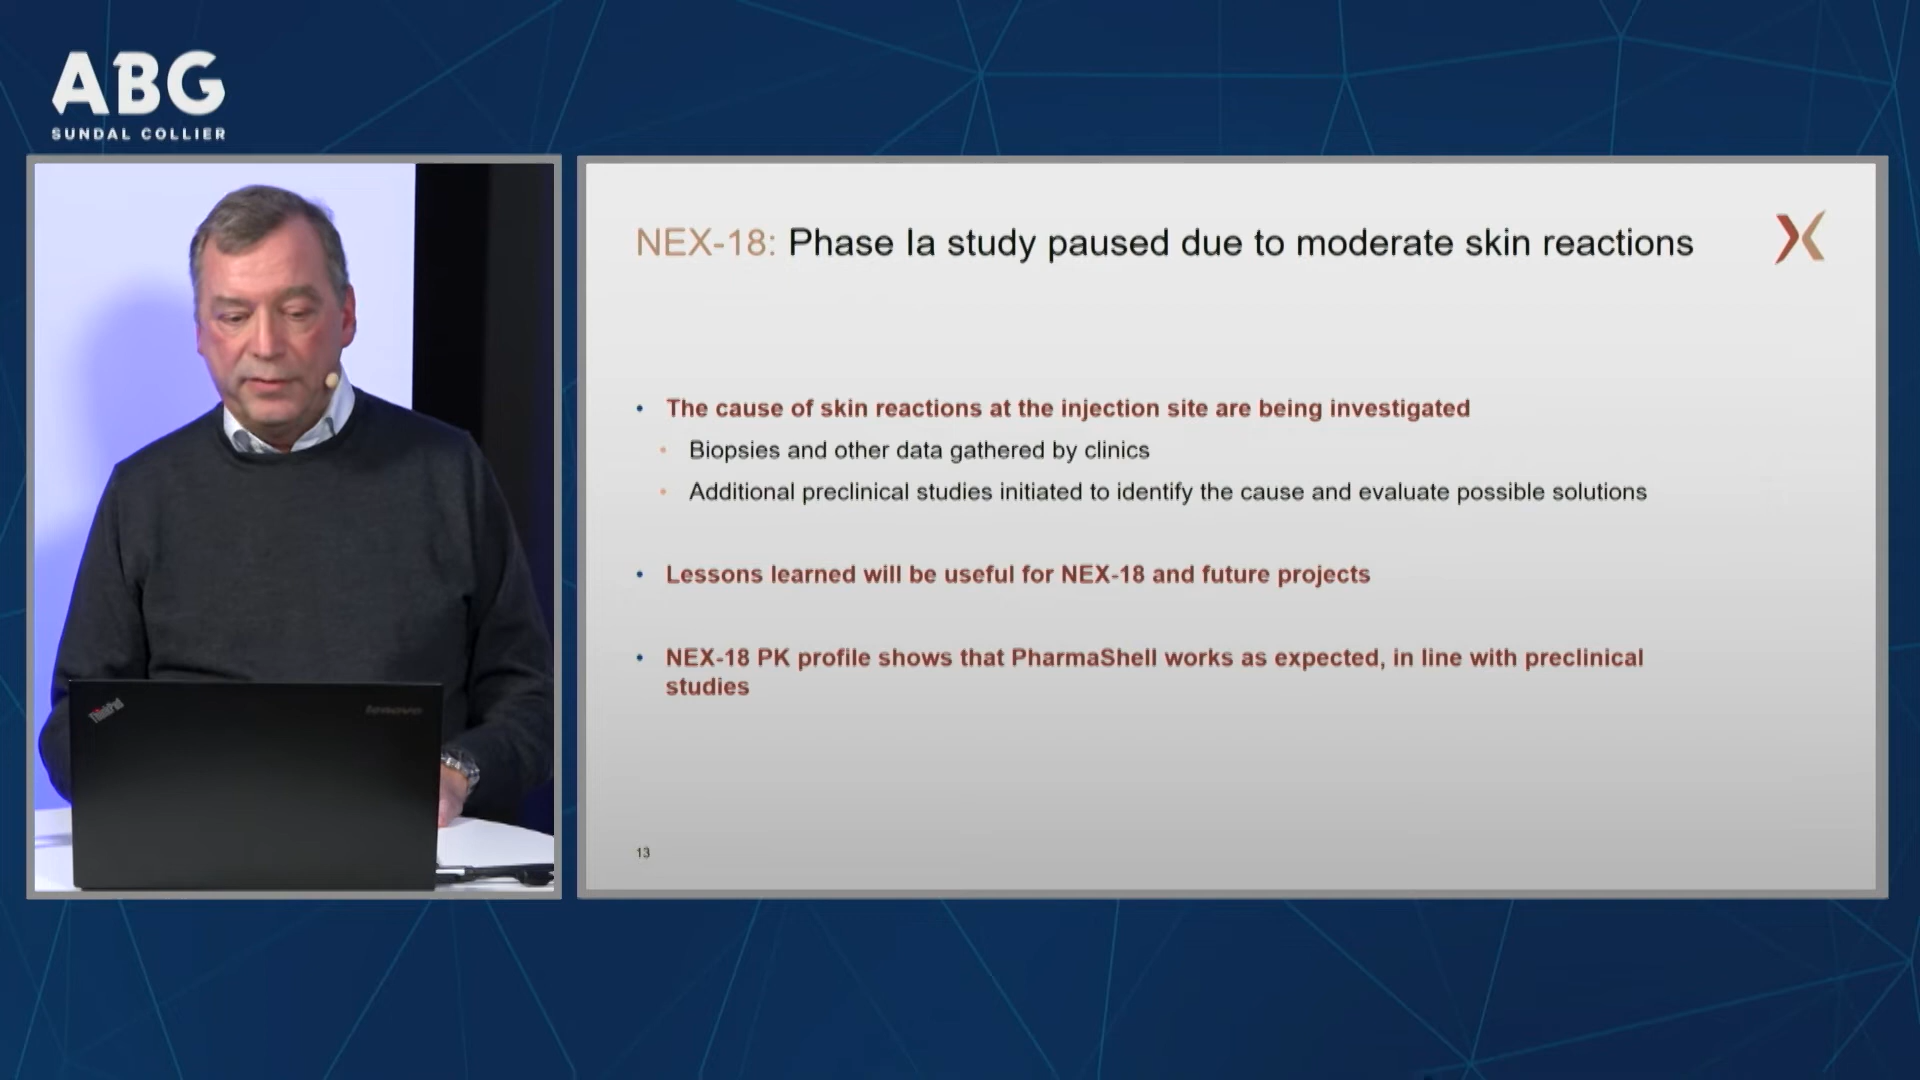 ABG
SUNDAL COLLIER
NEX-18: Phase Ia study paused due to moderate skin reactions
• The cause of skin reactions at the injection site are being investigated
• Biopsies and other data gathered by clinics
• Additional preclinical studies initiated to identify the cause and evaluate possible solutions
• Lessons learned will be useful for NEX-18 and future projects
• NEX-18 PK profile shows that PharmaShell works as expected, in line with preclinical
studies
13
ThinkPad
lenovo